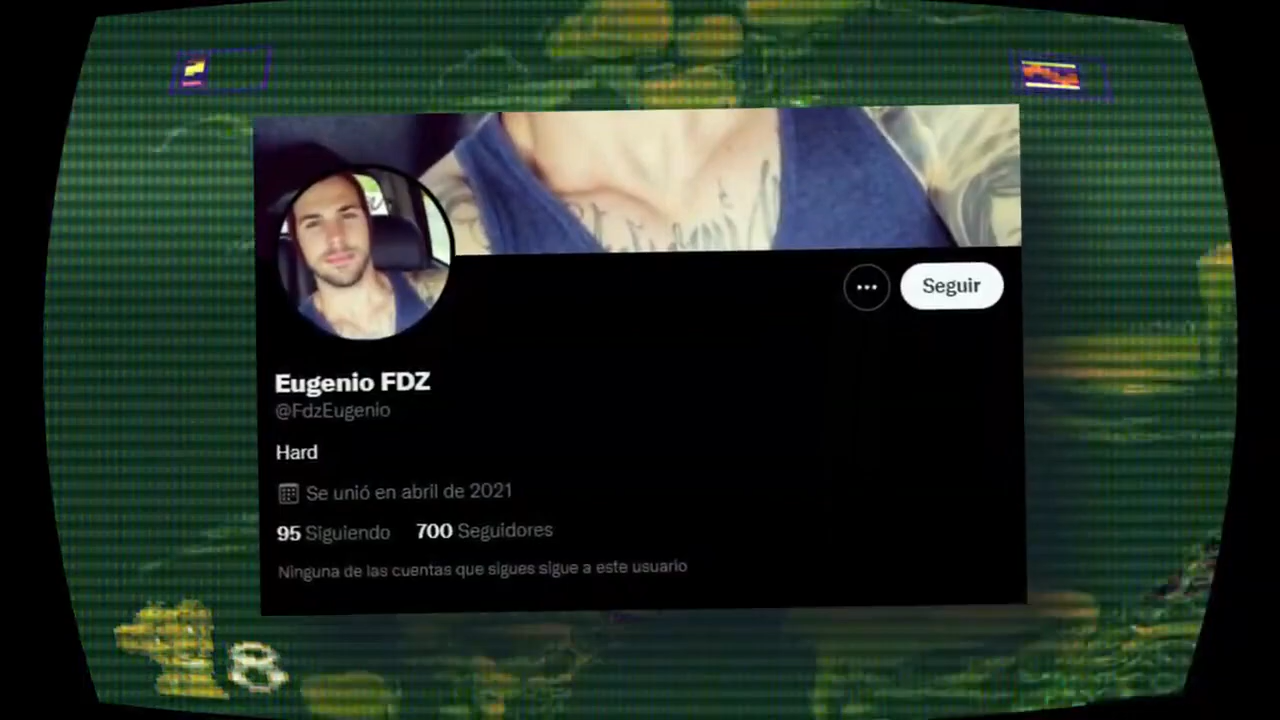 Seguir
Eugenio FDZ
@FdzEugenio
Hard
Se unió en abril de 2021
95 Siguiendo 700 Seguidores
Ninguna de las cuentas que sigues sigue a este usuario
8